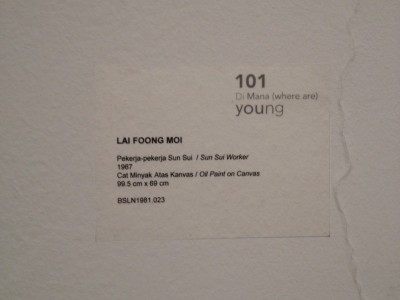 101
Di Mana (where are)
young
LAI FOONG MOI
Pekerja-pekerja Sun Sui / Sun Sui Worker
1967
Cat Minyak Atas Kanvas / Oil Paint on Canvas
99.5 cm x 69 cm
BSLN1981.023